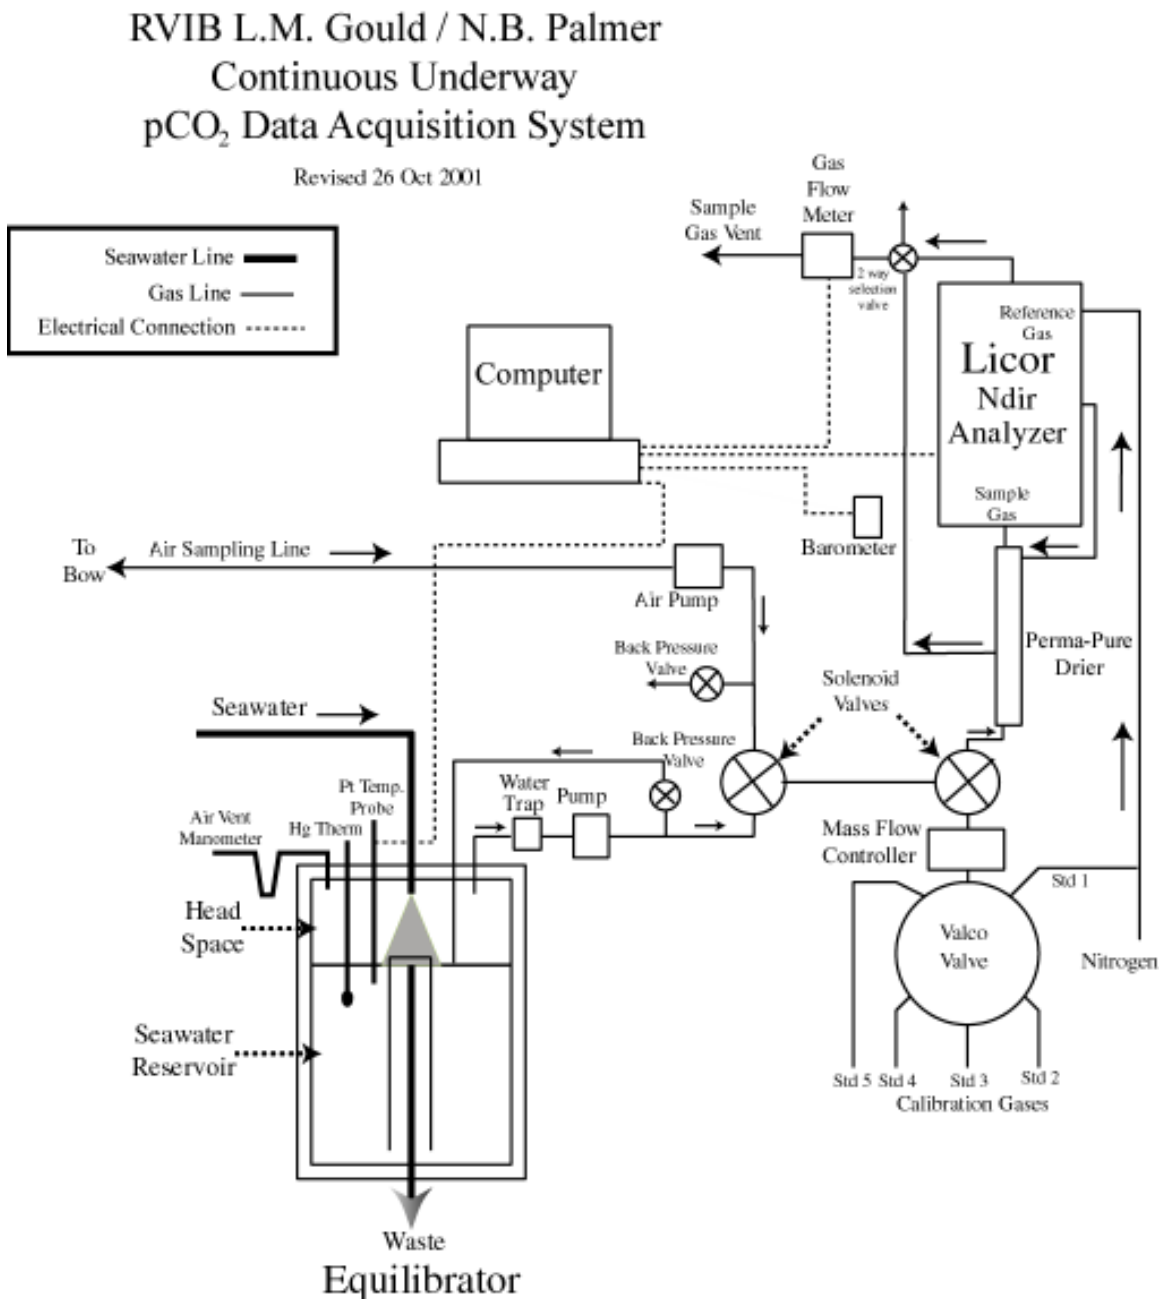 RVIB L.M. Gould / N.B. Palmer
Continuous Underway
pCO₂ Data Acquisition System
Revised 26 Oct 2001
Seawater Line
Gas Line
Electrical Connection
Gas
Flow
Meter
Sample
Gas Vent
2 way
selection
valve
Reference
Gas
Licor
Ndir
Analyzer
Sample
Gas
Computer
Barometer
To
Bow
Air Sampling Line
Air Pump
Perma-Pure
Drier
Back Pressure
Valve
Solenoid
Valves
Seawater
Back Pressure
Valve
Pt Temp.
Probe
Water
Trap
Pump
Air Vent
Manometer
Hg Therm
Mass Flow
Controller
Std 1
Head
Space
Valco
Valve
Nitrogen
Seawater
Reservoir
Std 5
Std 4
Std 3
Std 2
Calibration Gases
Waste
Equilibrator